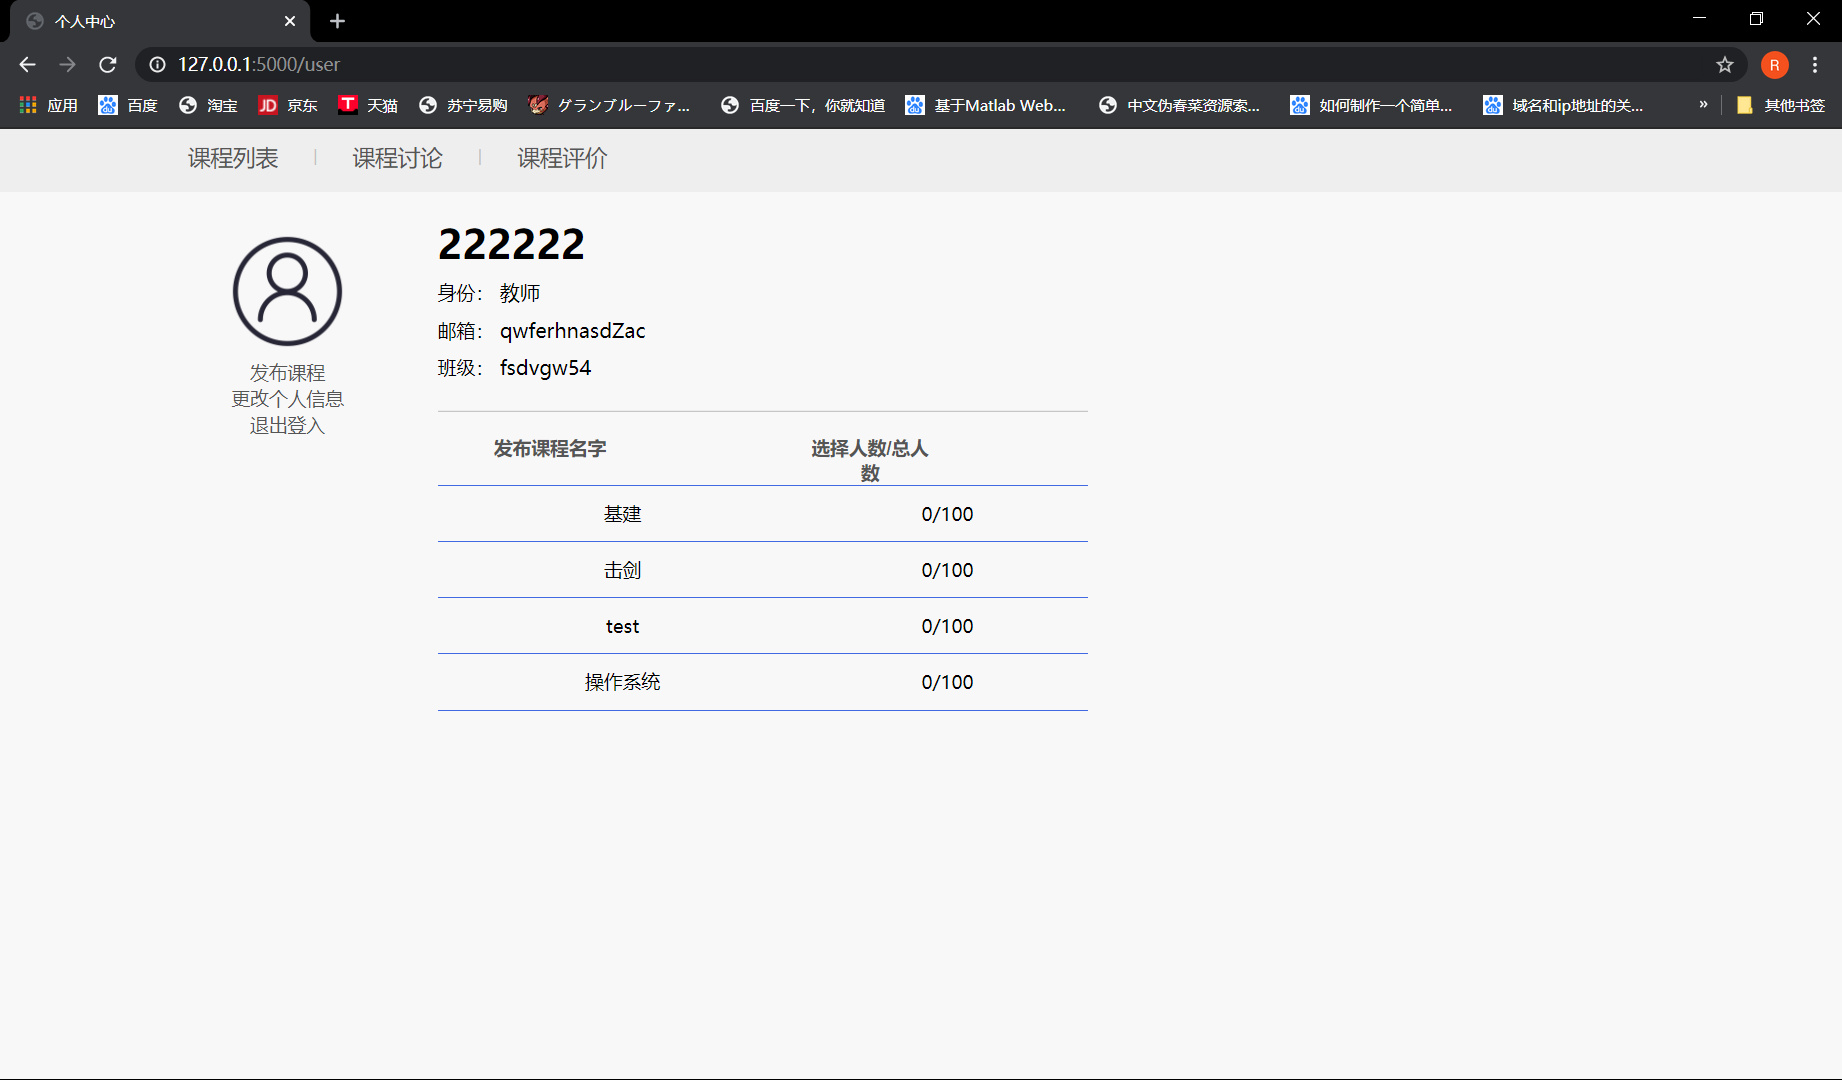 个人中心
127.0.0.1:5000/user
R
应用 百度 淘宝 JD 京东 T 天猫 苏宁易购 グランブルーファ... 百度一下，你就知道 基于Matlab Web... 中文伪春菜资源索... 如何制作一个简单... 域名和ip地址的关... » 其他书签
课程列表 | 课程讨论 | 课程评价
222222
身份： 教师
邮箱： qwferhnasdZac
班级： fsdvgw54
发布课程
更改个人信息
退出登入
发布课程名字 选择人数/总人
数
基建 0/100
击剑 0/100
test 0/100
操作系统 0/100